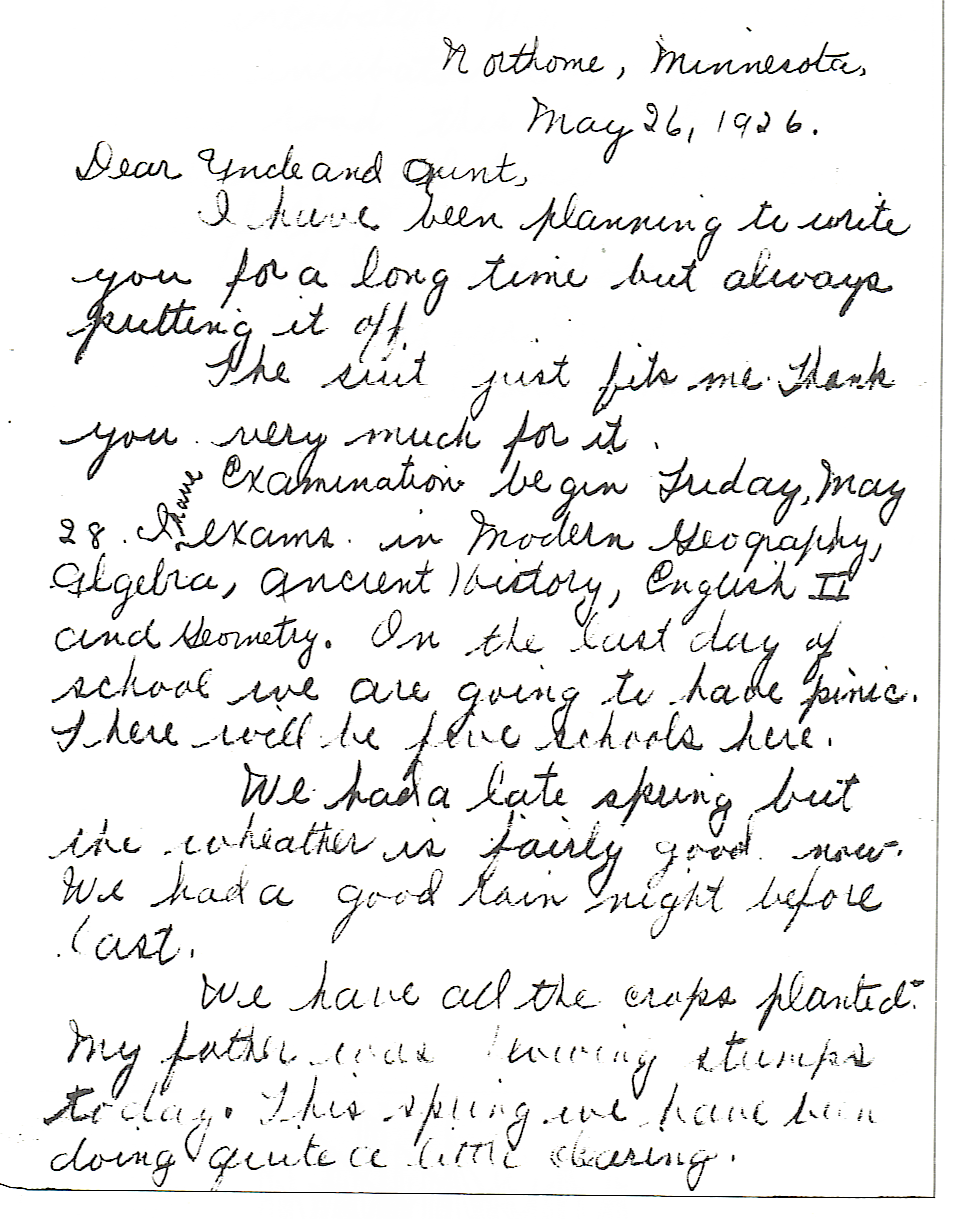 Northome, Minnesota,
May 26, 1926.
Dear Uncle and Aunt,
I have been planning to write
you for a long time but always
putting it off.
The suit just fits me. Thank
you very much for it.
Examination begin Friday, May
28. I have exams in Modern Geography,
Algebra, Ancient History, English II
and Geometry. On the last day of
school we are going to have pinic.
There will be five schools here.
We had a late spring but
the wheather is fairly good now.
We had a good rain night before
last.
We have all the crops planted.
My father was stumps
today. This spring we have been
doing quite a little clearing.